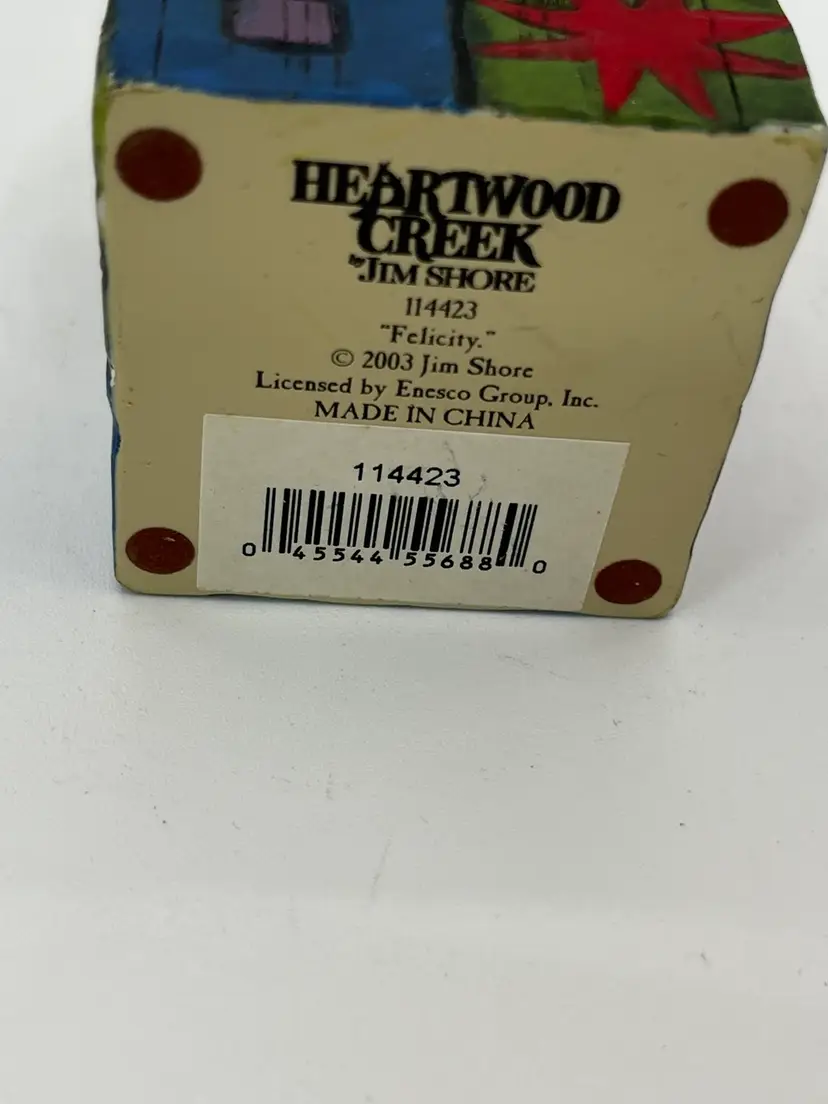 HEARTWOOD
CREEK
by JIM SHORE
114423
"Felicity."
© 2003 Jim Shore
Licensed by Enesco Group, Inc.
MADE IN CHINA
114423
0 45544 55688 0